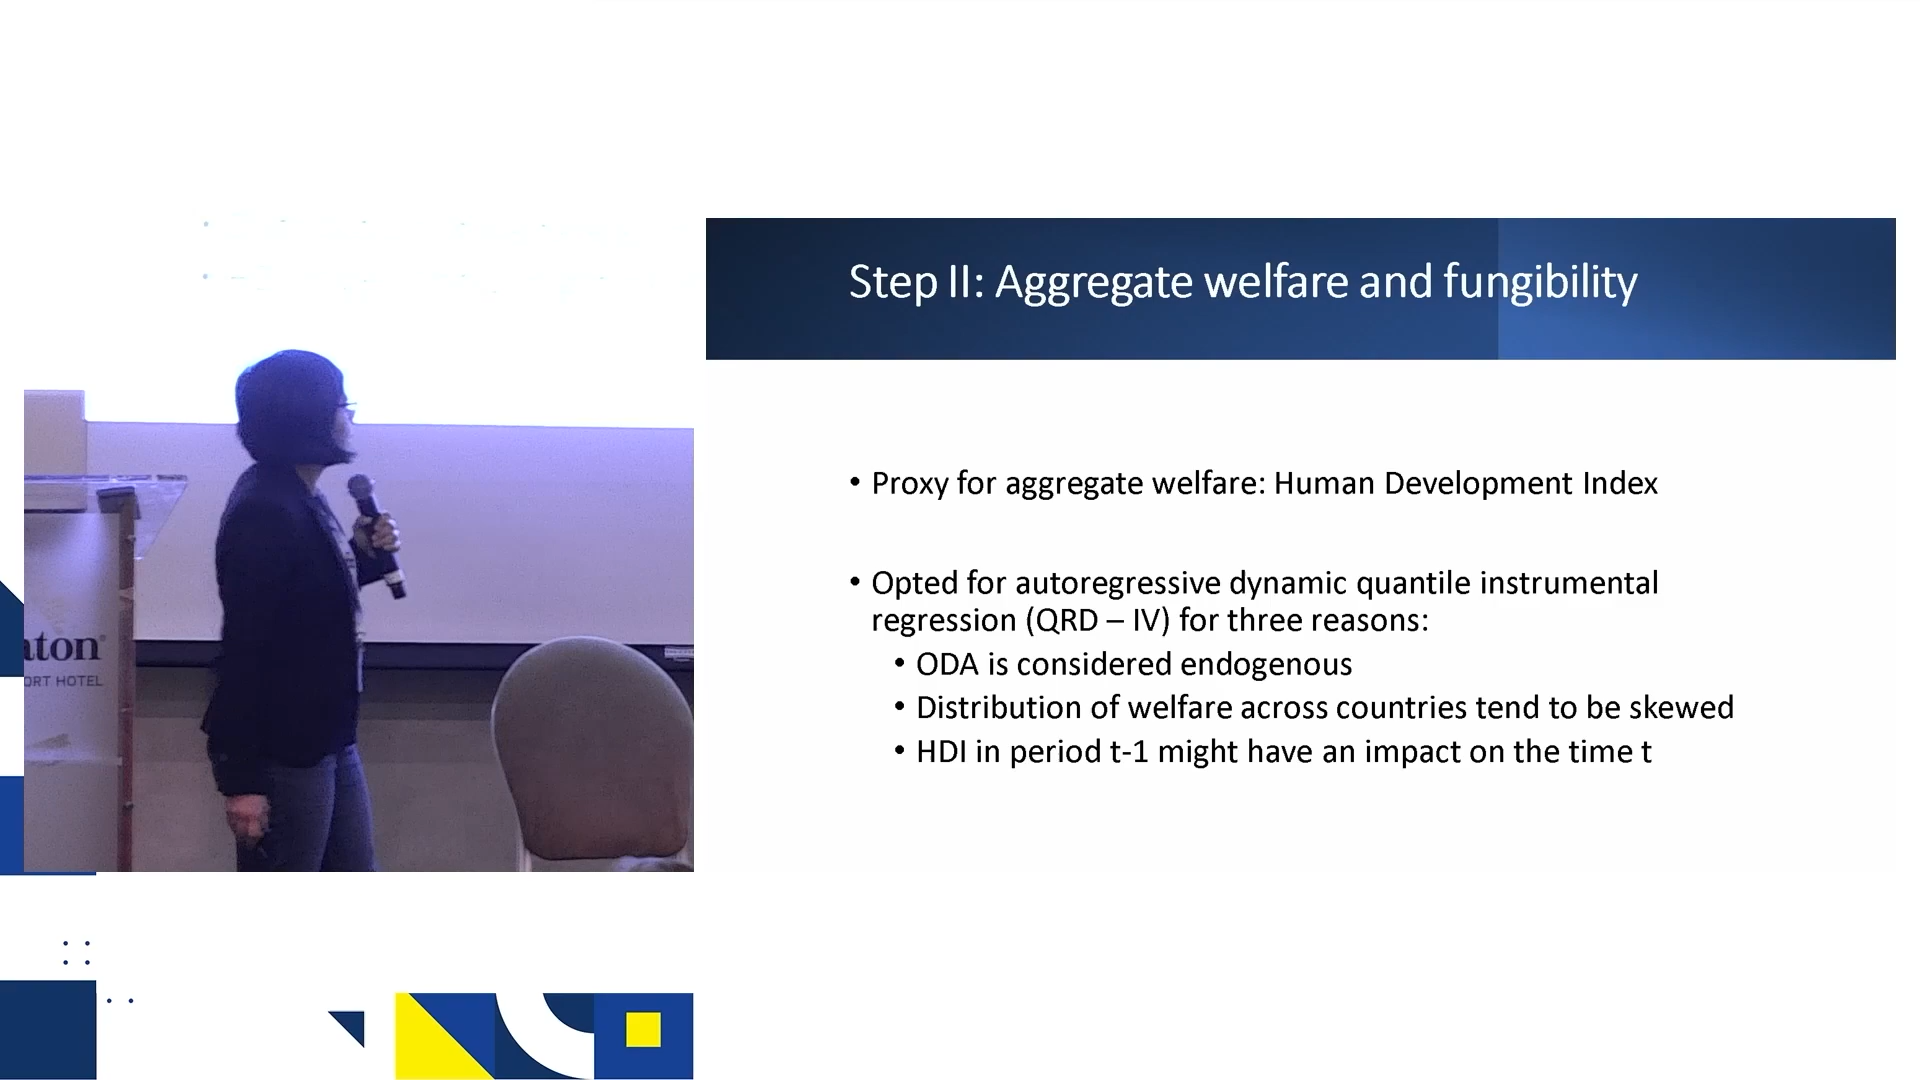 Step II: Aggregate welfare and fungibility
• Proxy for aggregate welfare: Human Development Index
• Opted for autoregressive dynamic quantile instrumental
regression (QRD – IV) for three reasons:
• ODA is considered endogenous
• Distribution of welfare across countries tend to be skewed
• HDI in period t-1 might have an impact on the time t
aton®
ORT HOTEL